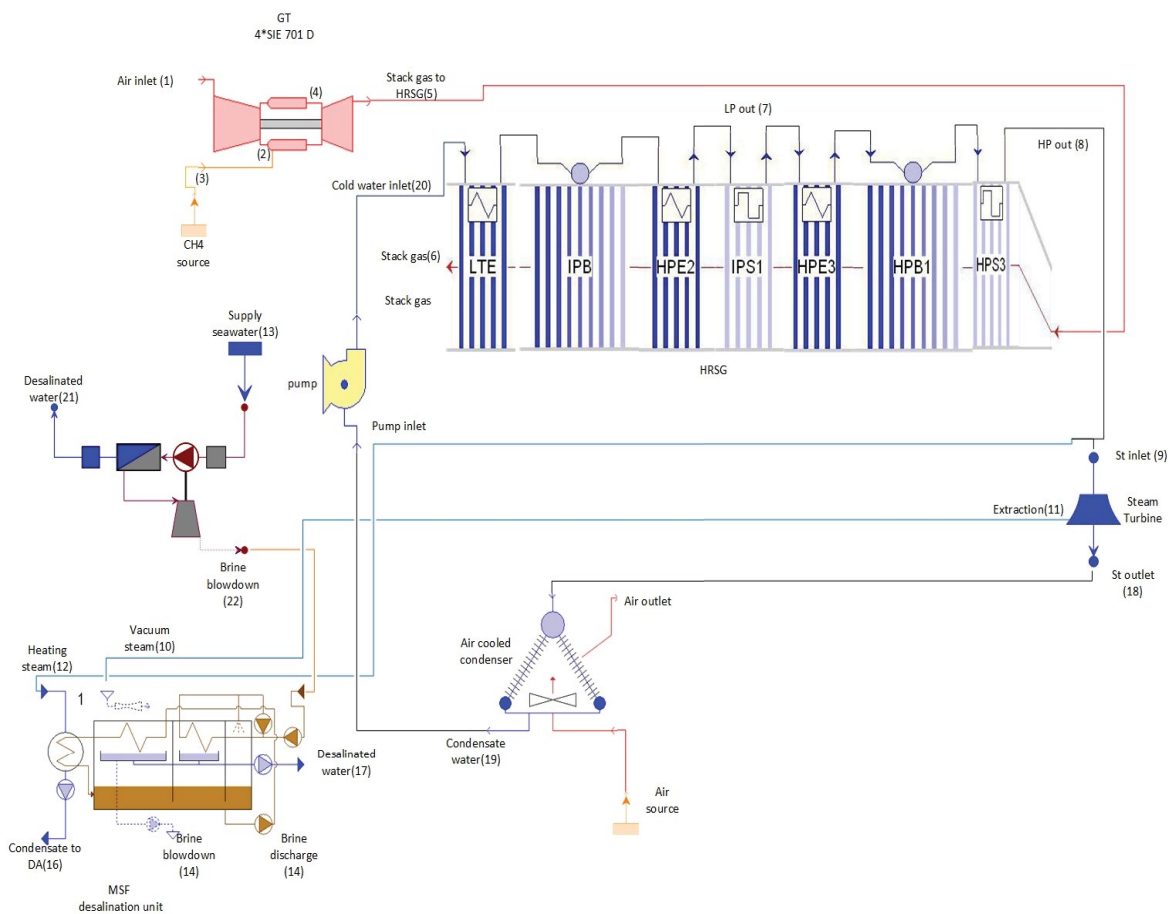 GT
4*SIE 701 D
Air inlet (1)
(4)
Stack gas to
HRSG(5)
(2)
(3)
CH4
source
LP out (7)
HP out (8)
Cold water inlet(20)
Stack gas(6)
LTE
IPB
HPE2
IPS1
HPE3
HPB1
HPS3
Stack gas
HRSG
Supply
seawater(13)
Desalinated
water(21)
pump
Pump inlet
St inlet (9)
Extraction(11)
Steam
Turbine
St outlet
(18)
Brine
blowdown
(22)
Air outlet
Air cooled
condenser
Vacuum
steam(10)
Heating
steam(12)
1
Desalinated
water(17)
Condensate
water(19)
Air
source
Condensate to
DA(16)
Brine
blowdown
(14)
Brine
discharge
(14)
MSF
desalination unit